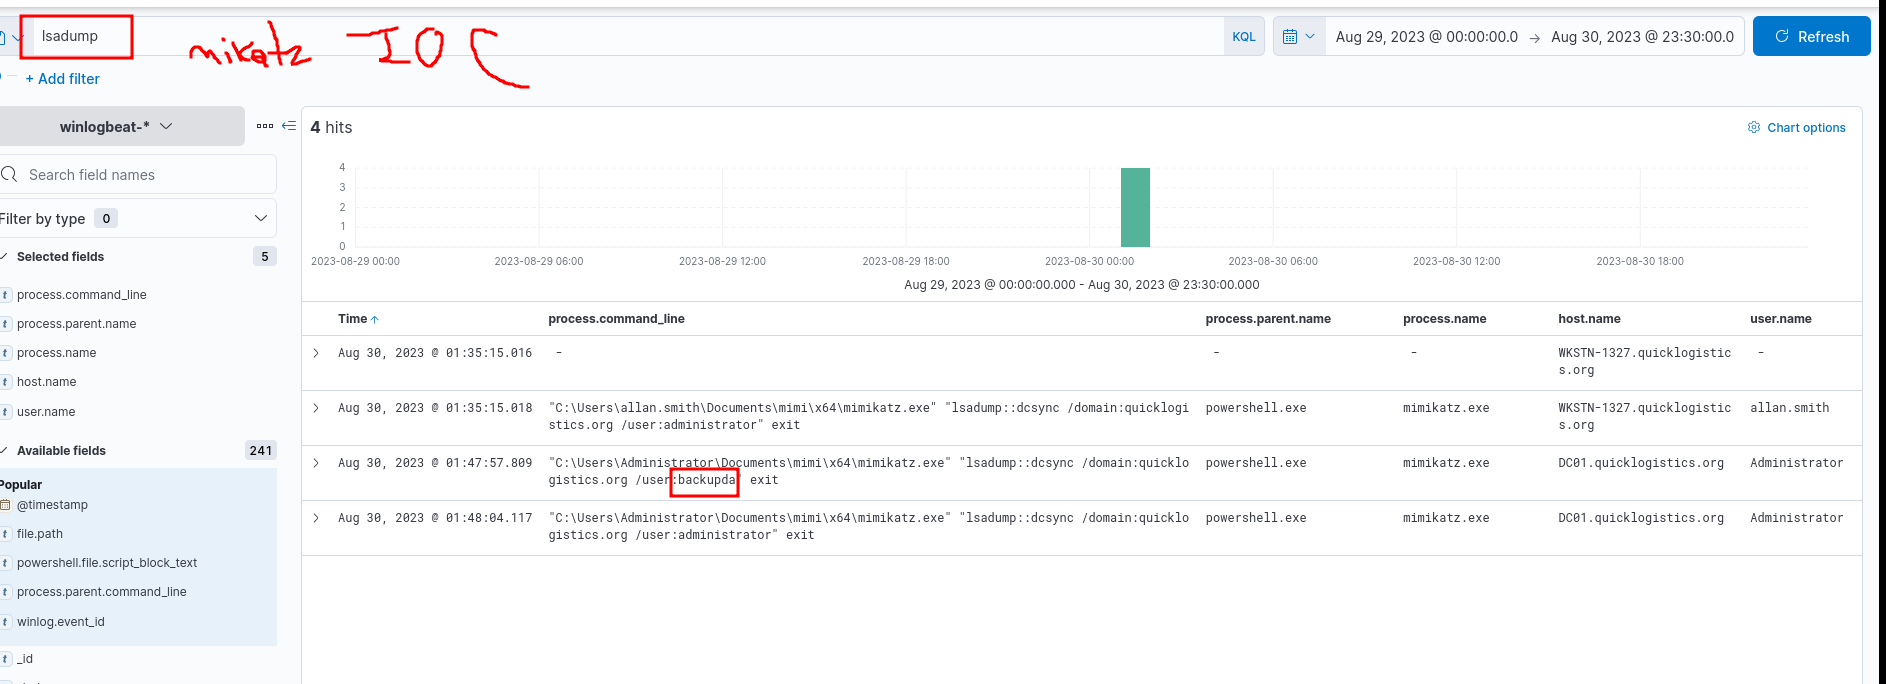 lsadump
mikatz IOC
KQL
Aug 29, 2023 @ 00:00:00.0 → Aug 30, 2023 @ 23:30:00.0
Refresh
+ Add filter
winlogbeat-*
4 hits
Chart options
Search field names
Filter by type 0
Selected fields 5
process.command_line
process.parent.name
process.name
host.name
user.name
Available fields 241
Popular
@timestamp
file.path
powershell.file.script_block_text
process.parent.command_line
winlog.event_id
_id
4
3
2
1
0
2023-08-29 00:00 2023-08-29 06:00 2023-08-29 12:00 2023-08-29 18:00 2023-08-30 00:00 2023-08-30 06:00 2023-08-30 12:00 2023-08-30 18:00
Aug 29, 2023 @ 00:00:00.000 - Aug 30, 2023 @ 23:30:00.000
Time process.command_line process.parent.name process.name host.name user.name
Aug 30, 2023 @ 01:35:15.016 - - - WKSTN-1327.quicklogistic -
s.org
Aug 30, 2023 @ 01:35:15.018 "C:\Users\allan.smith\Documents\mimi\x64\mimikatz.exe" "lsadump::dcsync /domain:quicklogi powershell.exe mimikatz.exe WKSTN-1327.quicklogistic allan.smith
stics.org /user:administrator" exit s.org
Aug 30, 2023 @ 01:47:57.809 "C:\Users\Administrator\Documents\mimi\x64\mimikatz.exe" "lsadump::dcsync /domain:quicklo powershell.exe mimikatz.exe DC01.quicklogistics.org Administrator
gistics.org /user:backupda" exit
Aug 30, 2023 @ 01:48:04.117 "C:\Users\Administrator\Documents\mimi\x64\mimikatz.exe" "lsadump::dcsync /domain:quicklo powershell.exe mimikatz.exe DC01.quicklogistics.org Administrator
gistics.org /user:administrator" exit